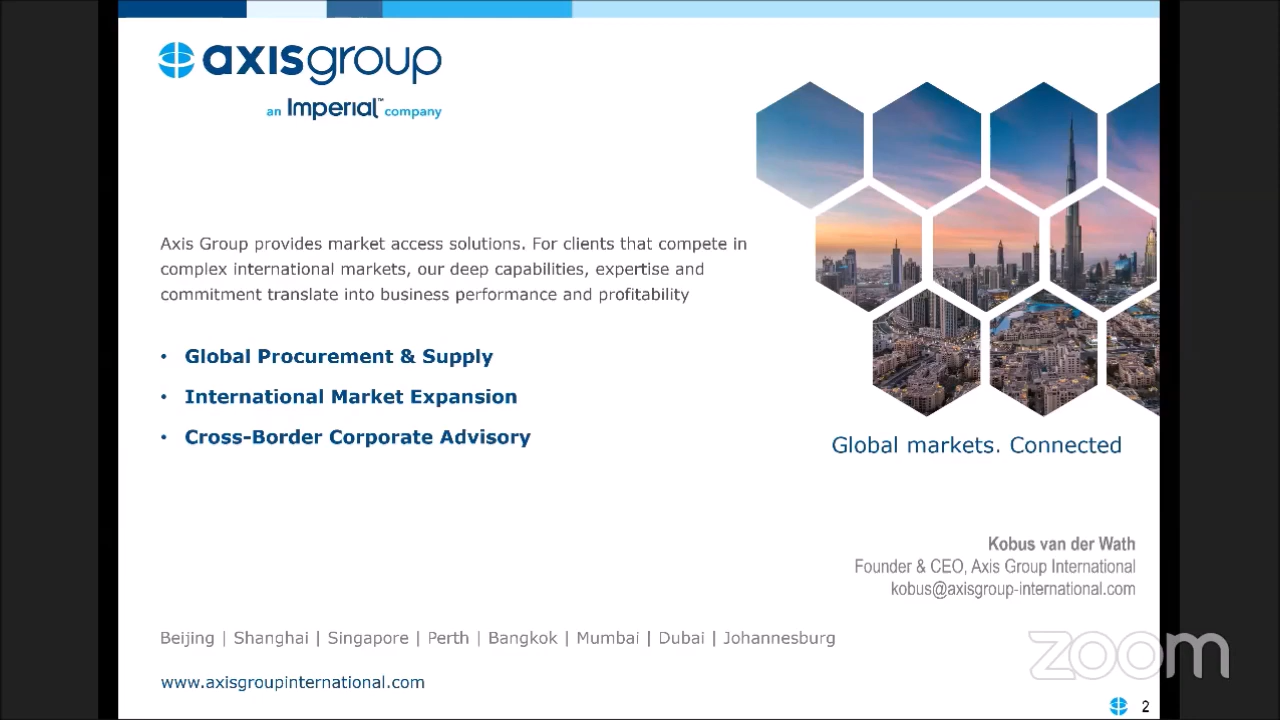 axisgroup
an Imperial™ company
Axis Group provides market access solutions. For clients that compete in
complex international markets, our deep capabilities, expertise and
commitment translate into business performance and profitability
• Global Procurement & Supply
• International Market Expansion
• Cross-Border Corporate Advisory
Global markets. Connected
Kobus van der Wath
Founder & CEO, Axis Group International
kobus@axisgroup-international.com
Beijing | Shanghai | Singapore | Perth | Bangkok | Mumbai | Dubai | Johannesburg
www.axisgroupinternational.com
zoom
2